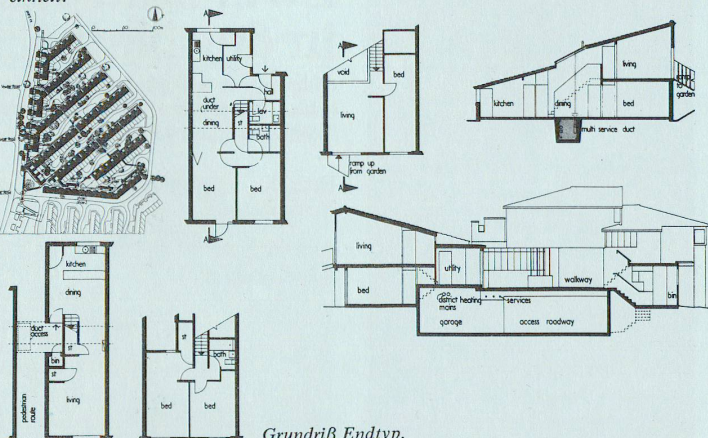 einheit.
A
kitchen
utility
hall
duct under
dining
st
lav
bath
bed
bed
A
A
void
bed
living
ramp up
from garden
A
living
kitchen
dining
bed
ramp
to
garden
multi service duct
living
bed
utility
walkway
bin
district heating
mains
services
garage
access roadway
kitchen
dining
duct
access
st
bin
st
living
pedestrian
route
st
bath
bed
bed
Grundriß Endtyp.